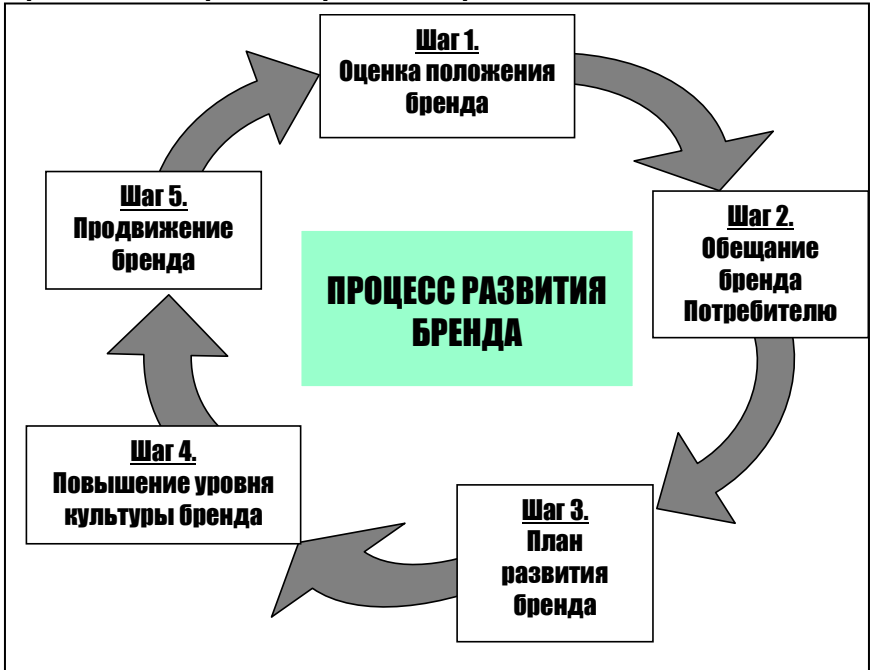 Шаг 1.
Оценка положения
бренда
Шаг 2.
Обещание
бренда
Потребителю
Шаг 3.
План
развития
бренда
Шаг 4.
Повышение уровня
культуры бренда
Шаг 5.
Продвижение
бренда
ПРОЦЕСС РАЗВИТИЯ
БРЕНДА